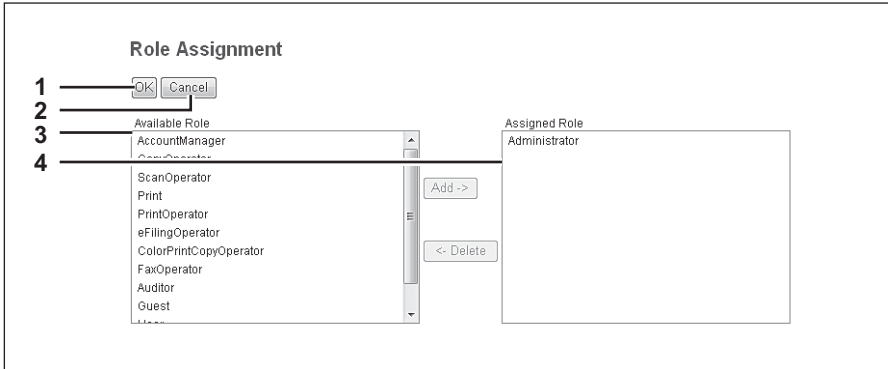 Role Assignment
1
OK Cancel
2
Available Role Assigned Role
3
AccountManager Administrator
4
ScanOperator
Add ->
Print
PrintOperator
eFilingOperator
<- Delete
ColorPrintCopyOperator
FaxOperator
Auditor
Guest